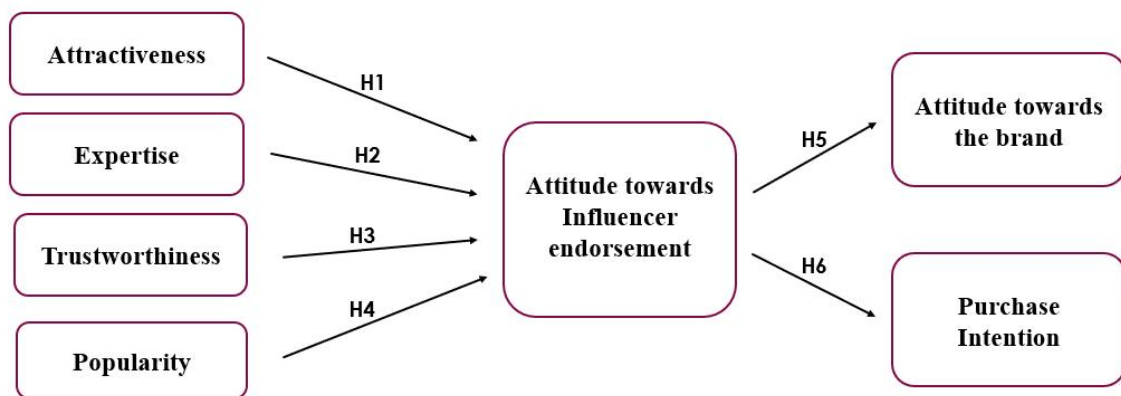 Attractiveness
Expertise
Trustworthiness
Popularity
H1
H2
H3
H4
Attitude towards
Influencer
endorsement
H5
H6
Attitude towards
the brand
Purchase
Intention